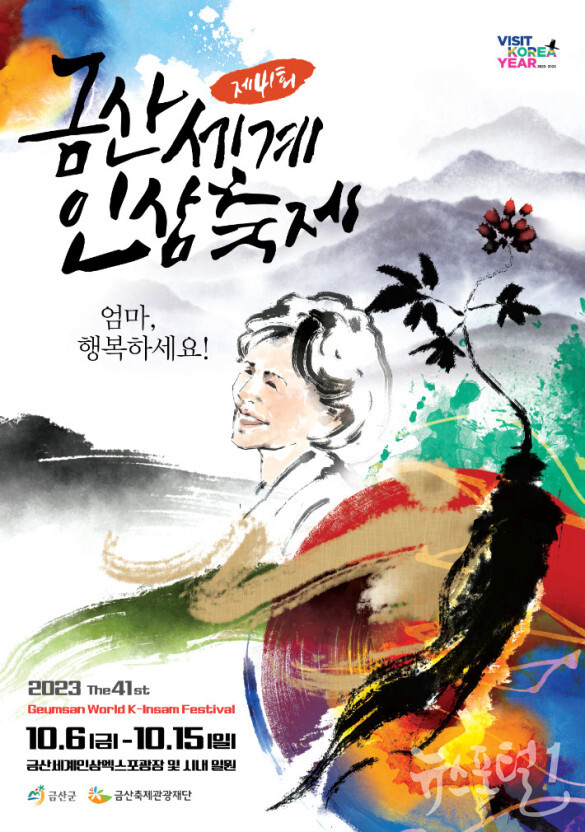 VISIT
KOREA
YEAR
2023 2024
제41회
금산세계
인삼축제
엄마,
행복하세요!
2023 The41st
Geumsan World K-Insam Festival
10.6(금)-10.15(일)
금산세계인삼엑스포광장 및 시내 일원
금산군 금산축제관광재단
뉴스포털1